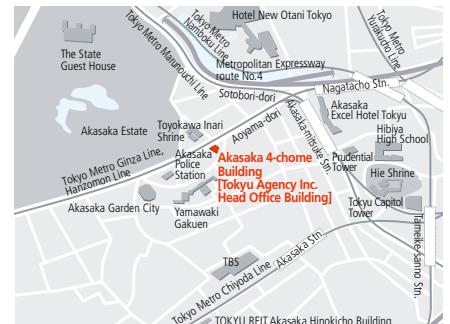 Hotel New Otani Tokyo
Tokyo Metro
Namboku Line
Tokyo Metro
Yurakucho Line
The State
Guest House
Tokyo Metro Marunouchi Line
Metropolitan Expressway
route No.4
Sotobori-dori
Nagatacho Stn.
Akasaka
Excel Hotel Tokyu
Akasaka Estate
Toyokawa Inari
Shrine
Aoyama-dori
Akasaka-mitsuke Stn.
Hibiya
High School
Tokyo Metro Ginza Line,
Hanzomon Line
Akasaka
Police
Station
Akasaka 4-chome
Building
[Tokyu Agency Inc.
Head Office Building]
Prudential
Tower
Hie Shrine
Akasaka Garden City
Yamawaki
Gakuen
Tokyu Capitol
Tower
Tameike-sanno Stn.
Akasaka Stn.
TBS
Tokyo Metro Chiyoda Line
TOKYU REIT Akasaka Hinokicho Building